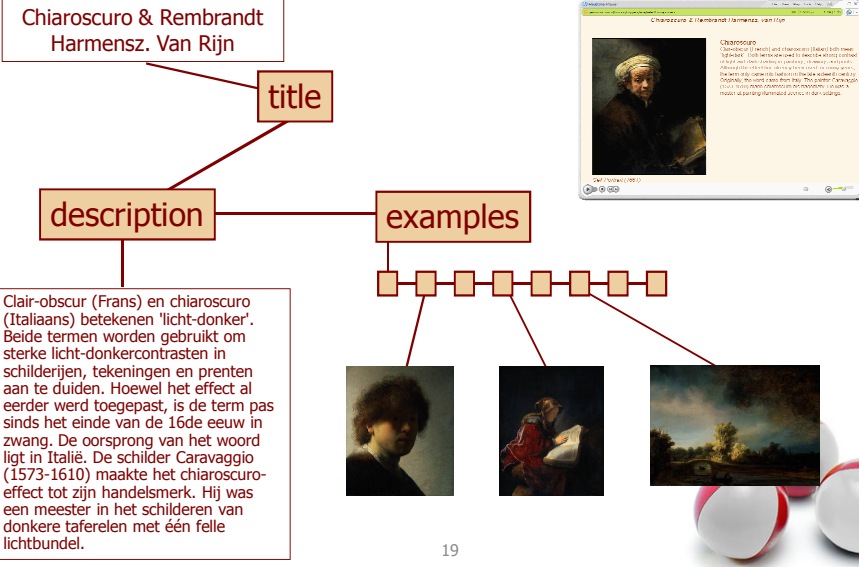 Chiaroscuro & Rembrandt
Harmensz. Van Rijn
title
description
examples
Clair-obscur (Frans) en chiaroscuro
(Italiaans) betekenen 'licht-donker'.
Beide termen worden gebruikt om
sterke licht-donkercontrasten in
schilderijen, tekeningen en prenten
aan te duiden. Hoewel het effect al
eerder werd toegepast, is de term pas
sinds het einde van de 16de eeuw in
zwang. De oorsprong van het woord
ligt in Italië. De schilder Caravaggio
(1573-1610) maakte het chiaroscuro-
effect tot zijn handelsmerk. Hij was
een meester in het schilderen van
donkere taferelen met één felle
lichtbundel.
Chiaroscuro & Rembrandt Harmensz. van Rijn
Chiaroscuro
Self Portrait (1661)
19